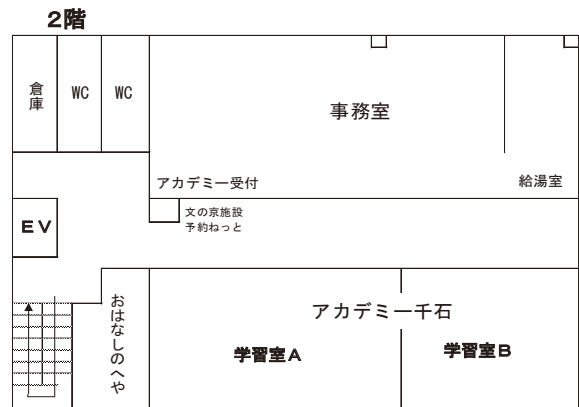 2階
倉庫
WC
WC
事務室
アカデミー受付
給湯室
EV
文の京施設
予約ねっと
おはなしのへや
アカデミー千石
学習室A
学習室B